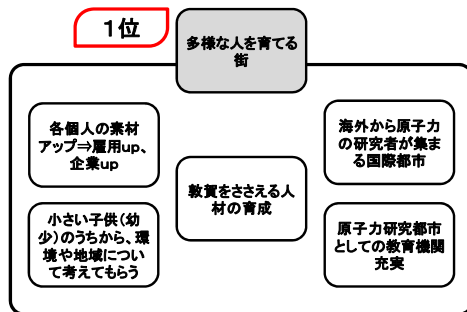 1位
多様な人を育てる
街
各個人の素材
アップ⇒雇用up、
企業up
海外から原子力
の研究者が集ま
る国際都市
敦賀をささえる人
材の育成
小さい子供(幼
少)のうちから、環
境や地域につい
て考えてもらう
原子力研究都市
としての教育機関
充実